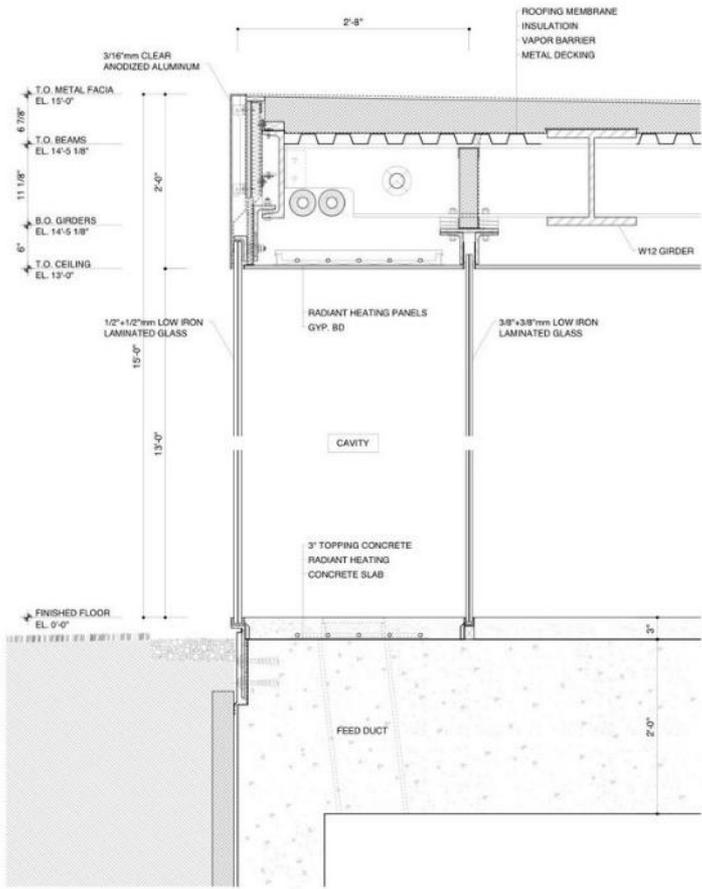 2'-8"
ROOFING MEMBRANE
INSULATIOIN
VAPOR BARRIER
METAL DECKING
3/16"mm CLEAR
ANODIZED ALUMINUM
T.O. METAL FACIA
EL. 15'-0"
6 7/8"
T.O. BEAMS
EL. 14'-5 1/8"
11 1/8"
2'-0"
B.O. GIRDERS
EL. 14'-5 1/8"
6"
W12 GIRDER
T.O. CEILING
EL. 13'-0"
RADIANT HEATING PANELS
GYP. BD
1/2"+1/2"mm LOW IRON
LAMINATED GLASS
3/8"+3/8"mm LOW IRON
LAMINATED GLASS
15'-0"
13'-0"
CAVITY
3" TOPPING CONCRETE
RADIANT HEATING
CONCRETE SLAB
FINISHED FLOOR
EL. 0'-0"
3"
FEED DUCT
2'-0"